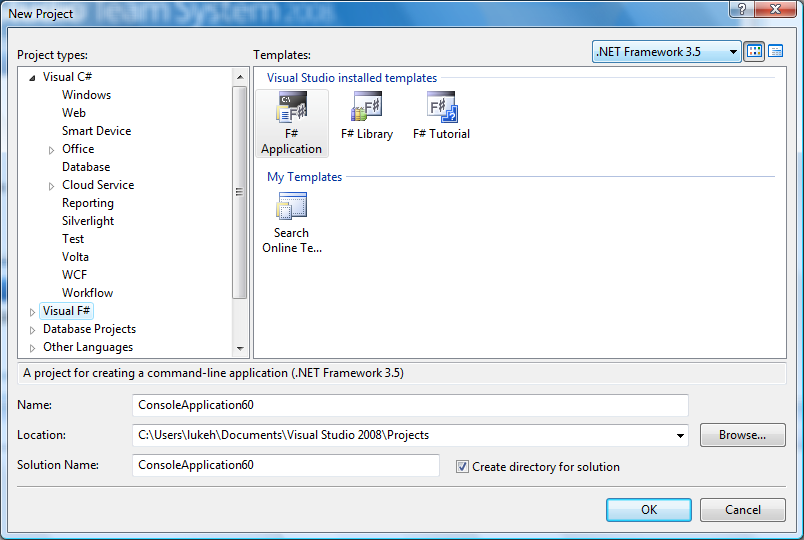 Team System 2008
New Project
Project types:
Templates:
.NET Framework 3.5
Visual C#
Windows
Web
Smart Device
Office
Database
Cloud Service
Reporting
Silverlight
Test
Volta
WCF
Workflow
Visual F#
Database Projects
Other Languages
Visual Studio installed templates
C:\
F#
F#
F#
F#
Application
F# Library
F# Tutorial
My Templates
Search
Online Te...
A project for creating a command-line application (.NET Framework 3.5)
Name:
ConsoleApplication60
Location:
C:\Users\lukeh\Documents\Visual Studio 2008\Projects
Browse...
Solution Name:
ConsoleApplication60
Create directory for solution
OK
Cancel